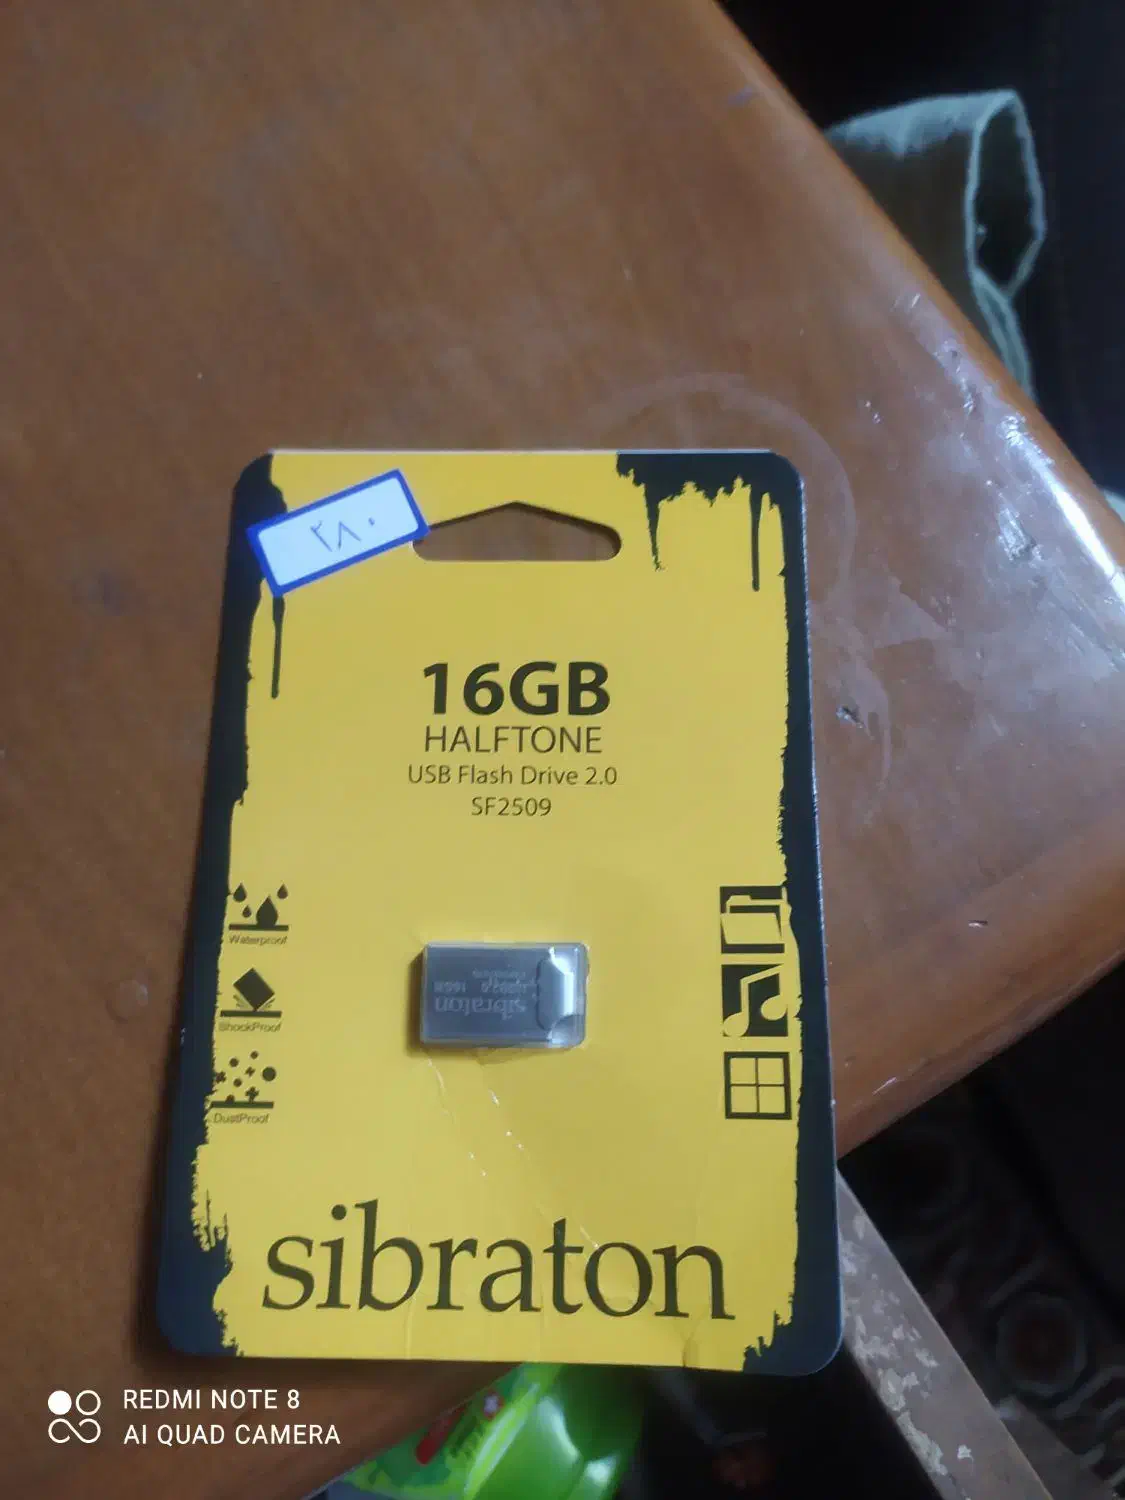 ۲۸۰
16GB
HALFTONE
USB Flash Drive 2.0
SF2509
Waterproof
ShockProof
DustProof
sibraton
16GB
sibraton
REDMI NOTE 8
AI QUAD CAMERA